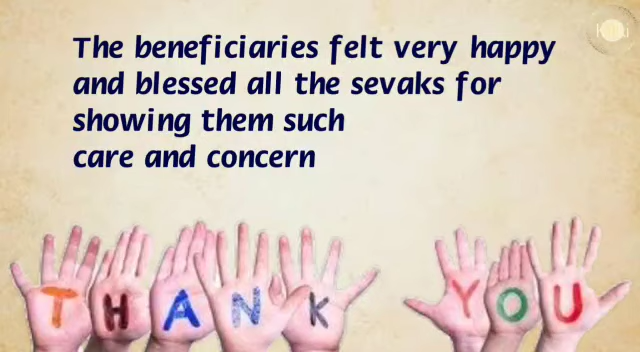 The beneficiaries felt very happy
and blessed all the sevaks for
showing them such
care and concern
THANK YOU